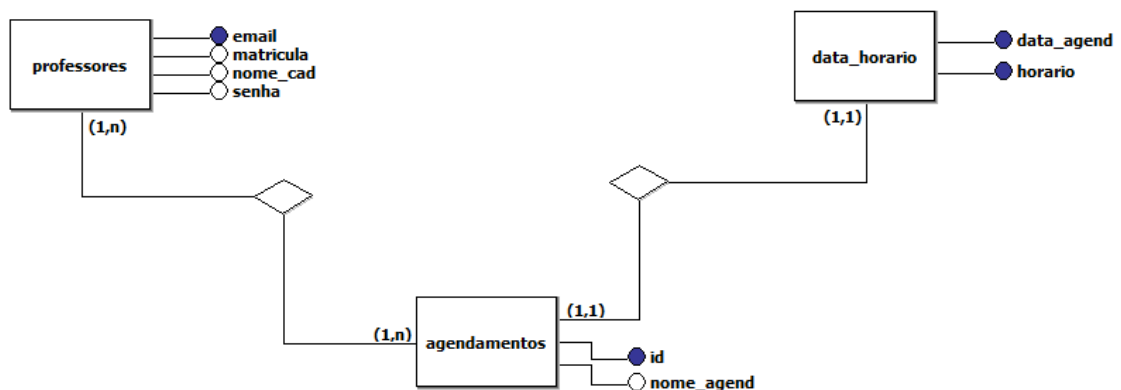 professores
email
matricula
nome_cad
senha
(1,n)
data_horario
data_agend
horario
(1,1)
(1,n)
agendamentos
(1,1)
id
nome_agend